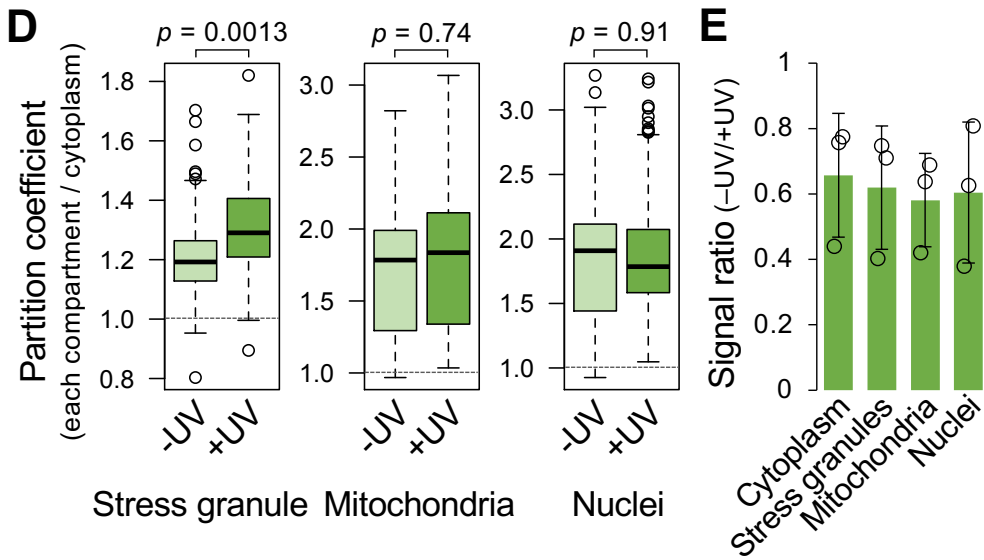 D
p = 0.0013
p = 0.74
p = 0.91
E
Partition coefficient
(each compartment / cytoplasm)
1.8
1.6
1.4
1.2
1.0
0.8
3.0
2.5
2.0
1.5
1.0
3.0
2.5
2.0
1.5
1.0
-UV
+UV
-UV
+UV
-UV
+UV
Stress granule
Mitochondria
Nuclei
Signal ratio (–UV/+UV)
1
0.8
0.6
0.4
0.2
0
Cytoplasm
Stress granules
Mitochondria
Nuclei